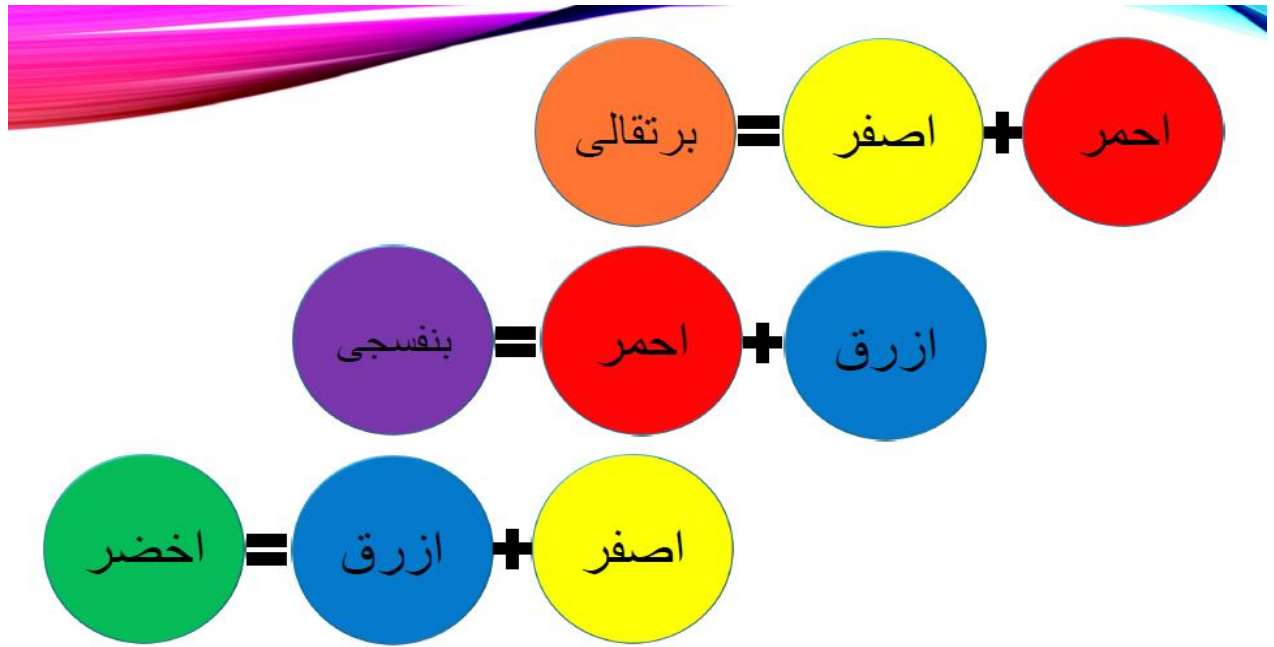 احمر + اصفر = برتقالى
ازرق + احمر = بنفسجى
اصفر + ازرق = اخضر